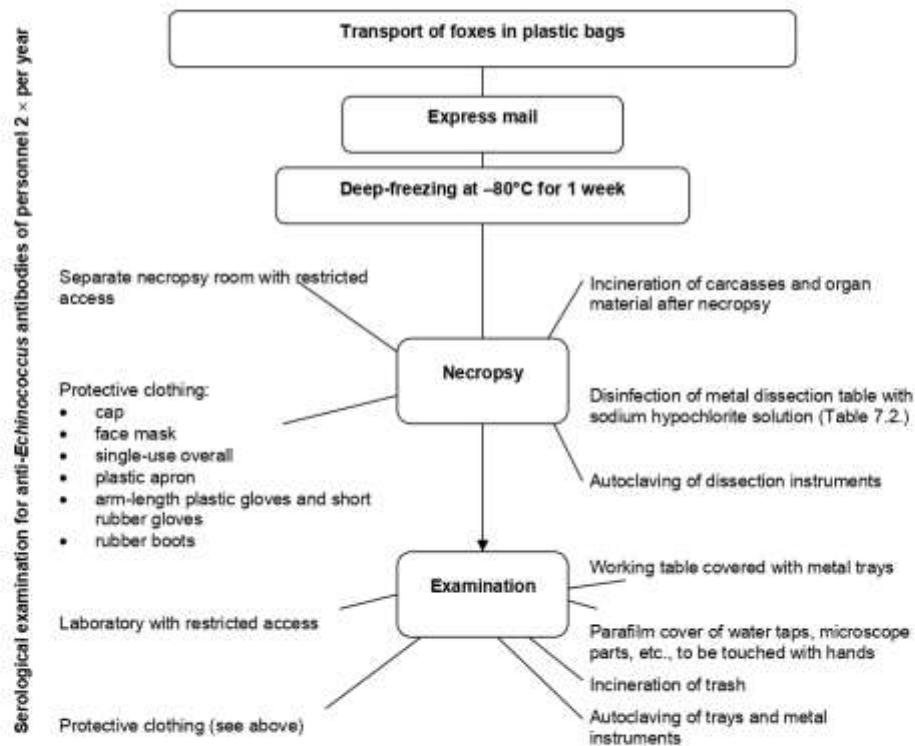 Serological examination for anti-Echinococcus antibodies of personnel 2 × per year
Transport of foxes in plastic bags
Express mail
Deep-freezing at –80°C for 1 week
Separate necropsy room with restricted
access
Incineration of carcasses and organ
material after necropsy
Necropsy
Protective clothing:
• cap
• face mask
• single-use overall
• plastic apron
• arm-length plastic gloves and short
rubber gloves
• rubber boots
Disinfection of metal dissection table with
sodium hypochlorite solution (Table 7.2.)
Autoclaving of dissection instruments
Examination
Working table covered with metal trays
Laboratory with restricted access
Parafilm cover of water taps, microscope
parts, etc., to be touched with hands
Incineration of trash
Protective clothing (see above)
Autoclaving of trays and metal
instruments